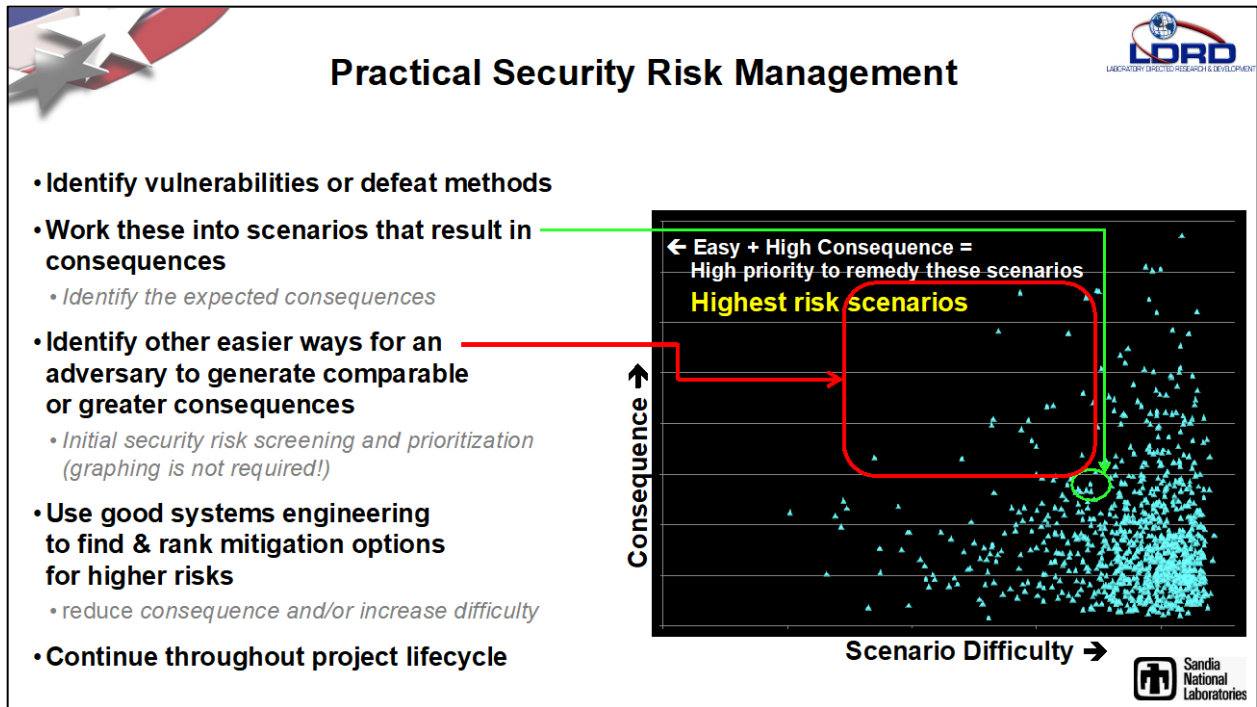 LDRD
LABORATORY DIRECTED RESEARCH & DEVELOPMENT
Practical Security Risk Management
• Identify vulnerabilities or defeat methods
• Work these into scenarios that result in
consequences
• Identify the expected consequences
• Identify other easier ways for an
adversary to generate comparable
or greater consequences
• Initial security risk screening and prioritization
(graphing is not required!)
• Use good systems engineering
to find & rank mitigation options
for higher risks
• reduce consequence and/or increase difficulty
• Continue throughout project lifecycle
← Easy + High Consequence =
High priority to remedy these scenarios
Highest risk scenarios
Consequence →
Scenario Difficulty →
Sandia
National
Laboratories